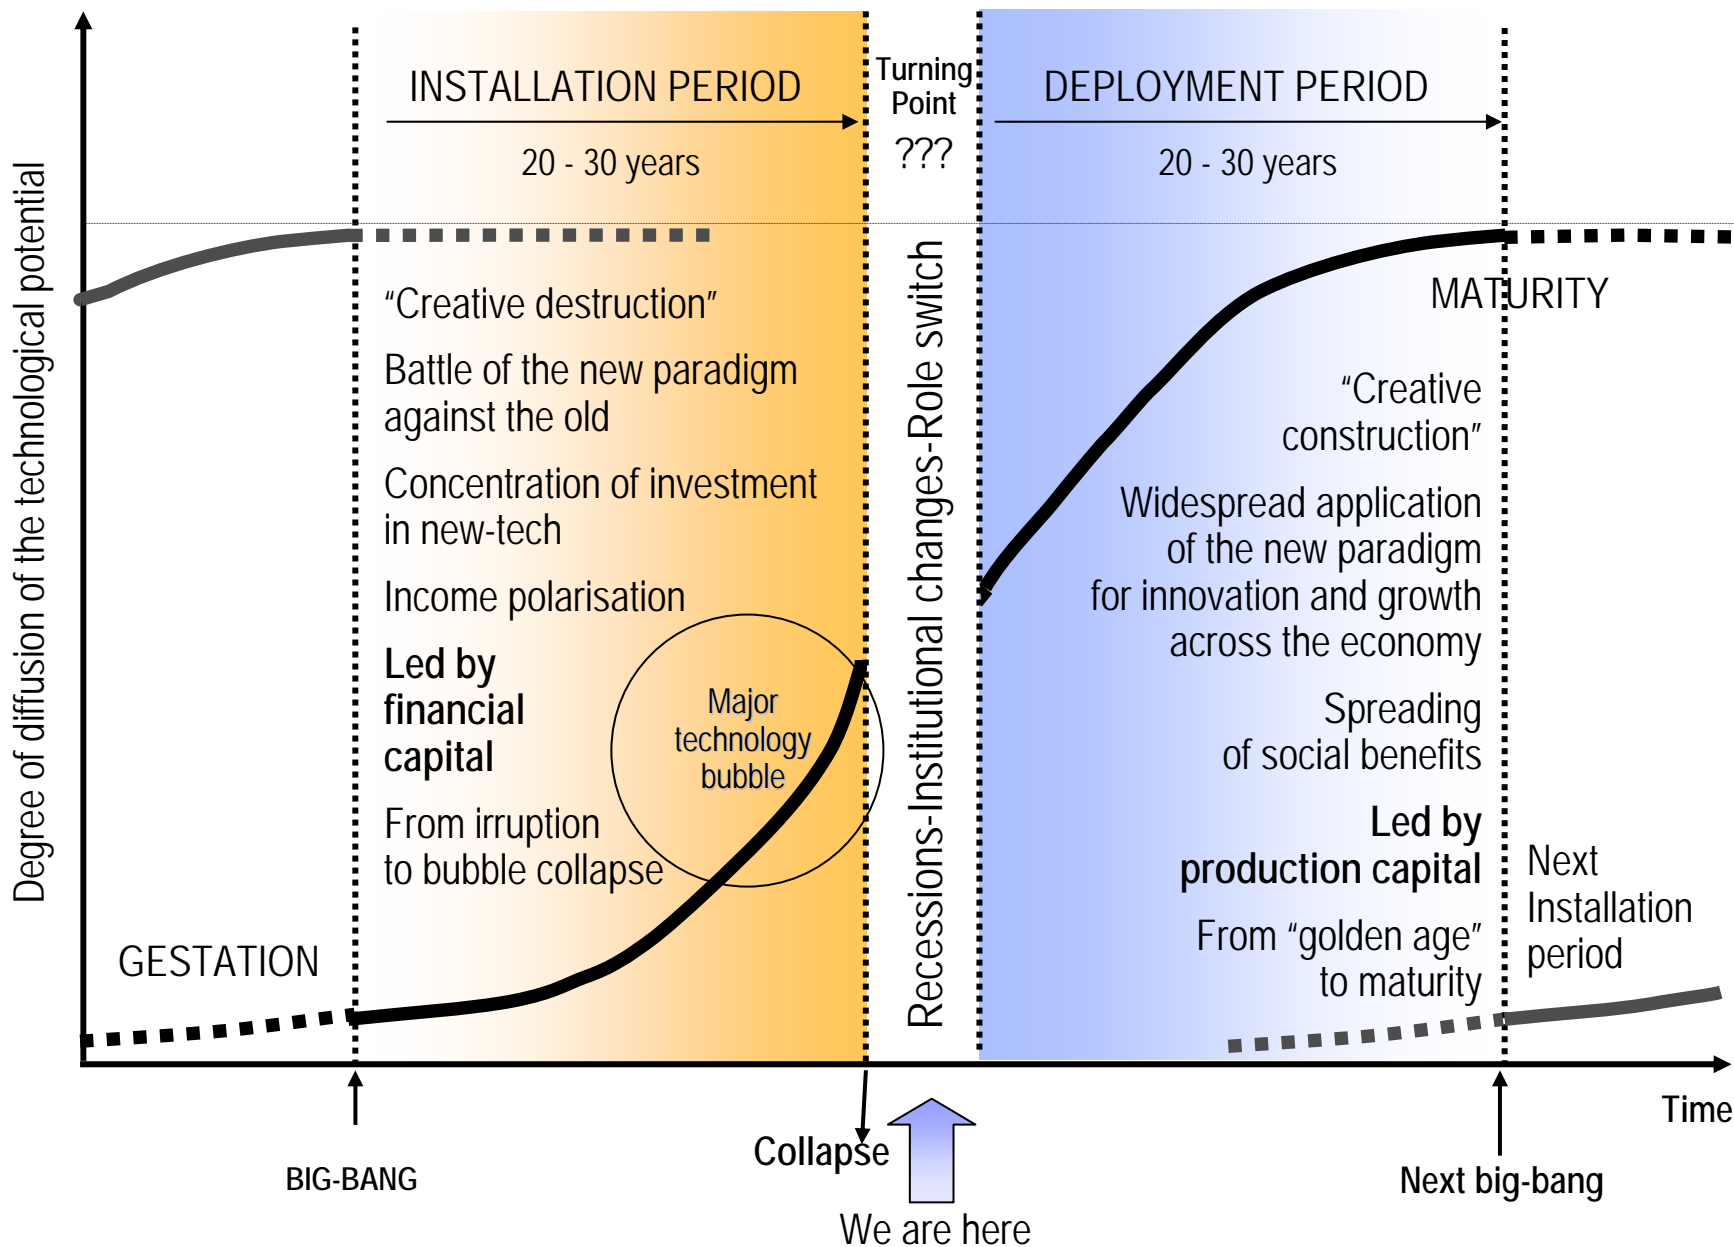 INSTALLATION PERIOD
20 - 30 years
Turning
Point
???
DEPLOYMENT PERIOD
20 - 30 years
Degree of diffusion of the technological potential
“Creative destruction”
Battle of the new paradigm
against the old
Concentration of investment
in new-tech
Income polarisation
Led by
financial
capital
From irruption
to bubble collapse
Major
technology
bubble
GESTATION
Recessions-Institutional changes-Role switch
MATURITY
“Creative
construction”
Widespread application
of the new paradigm
for innovation and growth
across the economy
Spreading
of social benefits
Led by
production capital
From “golden age”
to maturity
Next
Installation
period
Time
BIG-BANG
Collapse
We are here
Next big-bang